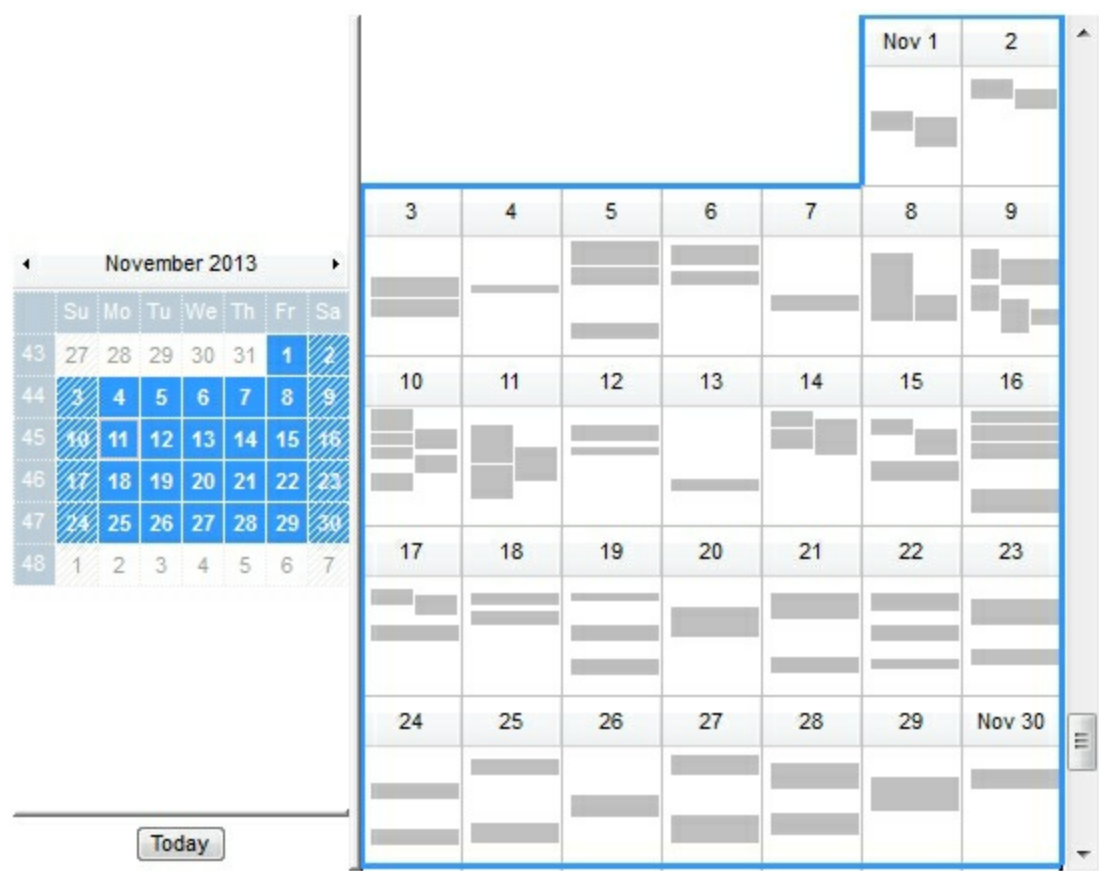 November 2013
Su Mo Tu We Th Fr Sa
43 27 28 29 30 31 1 2
44 3 4 5 6 7 8 9
45 10 11 12 13 14 15 16
46 17 18 19 20 21 22 23
47 24 25 26 27 28 29 30
48 1 2 3 4 5 6 7
Today
Nov 1 2
3 4 5 6 7 8 9
10 11 12 13 14 15 16
17 18 19 20 21 22 23
24 25 26 27 28 29 Nov 30